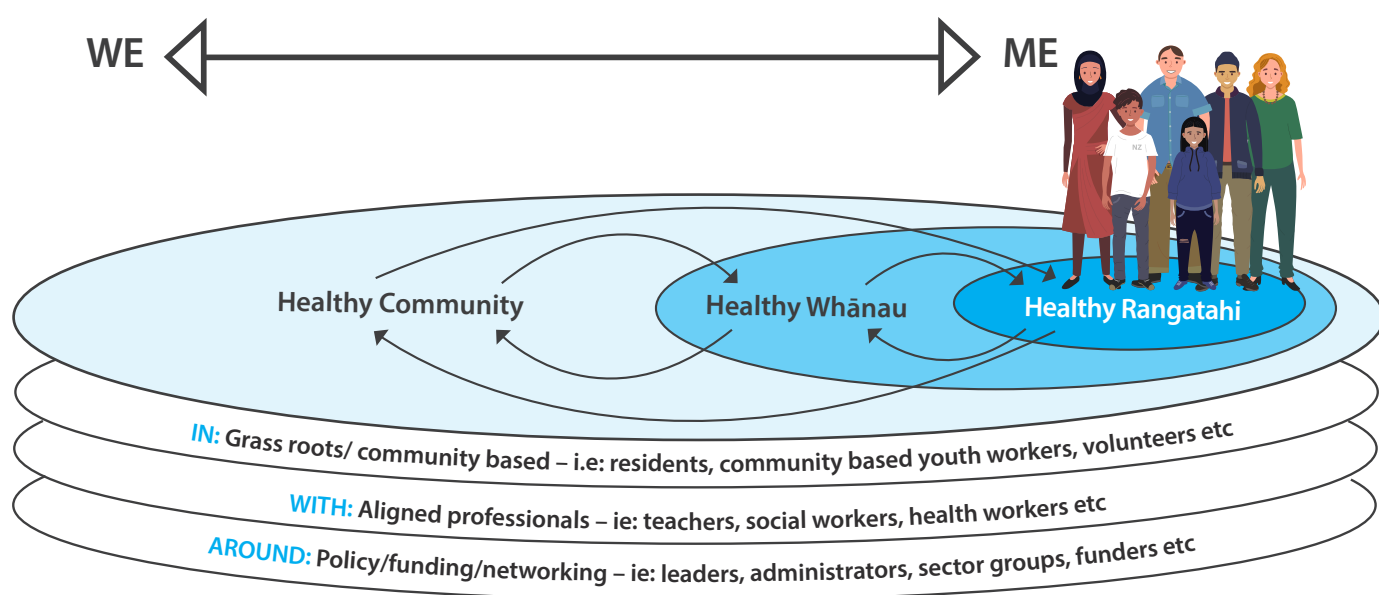 WE
ME
NZ
Healthy Community
Healthy Whānau
Healthy Rangatahi
IN: Grass roots/ community based – i.e: residents, community based youth workers, volunteers etc
WITH: Aligned professionals – ie: teachers, social workers, health workers etc
AROUND: Policy/funding/networking – ie: leaders, administrators, sector groups, funders etc